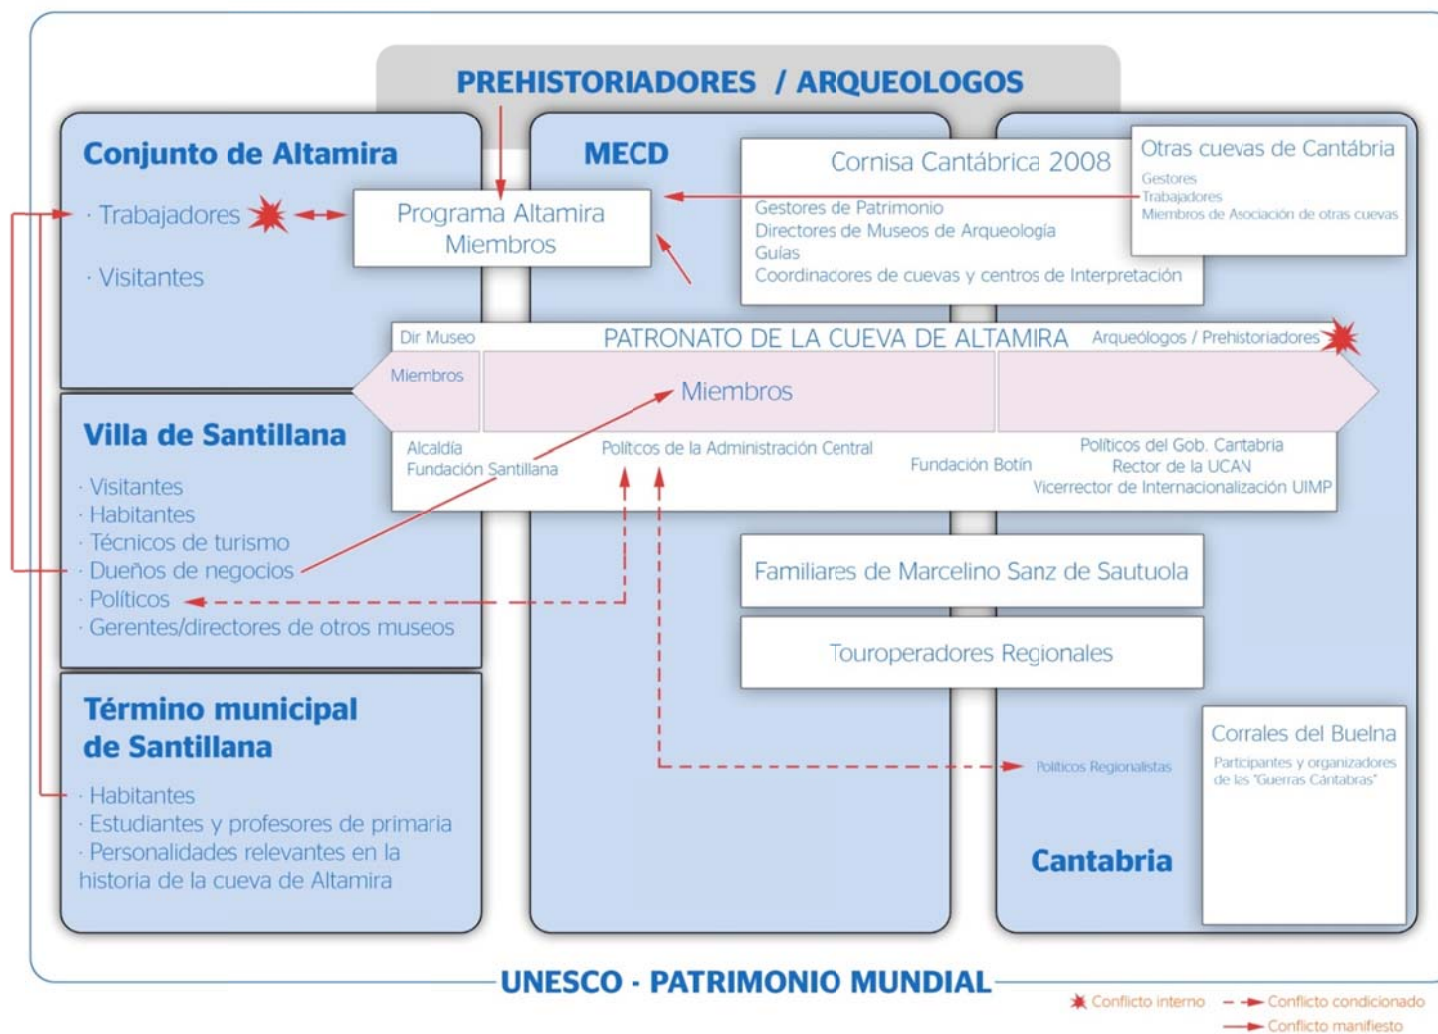 PREHISTORIADORES / ARQUEOLOGOS
Conjunto de Altamira
· Trabajadores
· Visitantes
MECD
Programa Altamira
Miembros
Cornisa Cantábrica 2008
Gestores de Patrimonio
Directores de Museos de Arqueología
Guías
Coordinacores de cuevas y centros de Interpretación
Otras cuevas de Cantábria
Gestores
Trabajadores
Miembros de Asociación de otras cuevas
Dir Museo
PATRONATO DE LA CUEVA DE ALTAMIRA
Arqueólogos / Prehistoriadores
Miembros
Miembros
Alcaldía
Fundación Santillana
Polítcos de la Administración Central
Fundación Botín
Políticos del Gob. Cantabria
Rector de la UCAN
Vicerrector de Internacionalización UIMP
Villa de Santillana
· Visitantes
· Habitantes
· Técnicos de turismo
· Dueños de negocios
· Políticos
· Gerentes/directores de otros museos
Familiares de Marcelino Sanz de Sautuola
Touroperadores Regionales
Término municipal
de Santillana
· Habitantes
· Estudiantes y profesores de primaria
· Personalidades relevantes en la
historia de la cueva de Altamira
Políticos Regionalistas
Corrales del Buelna
Participantes y organizadores
de las "Guerras Cántabras"
Cantabria
UNESCO - PATRIMONIO MUNDIAL
Conflicto interno
Conflicto condicionado
Conflicto manifiesto